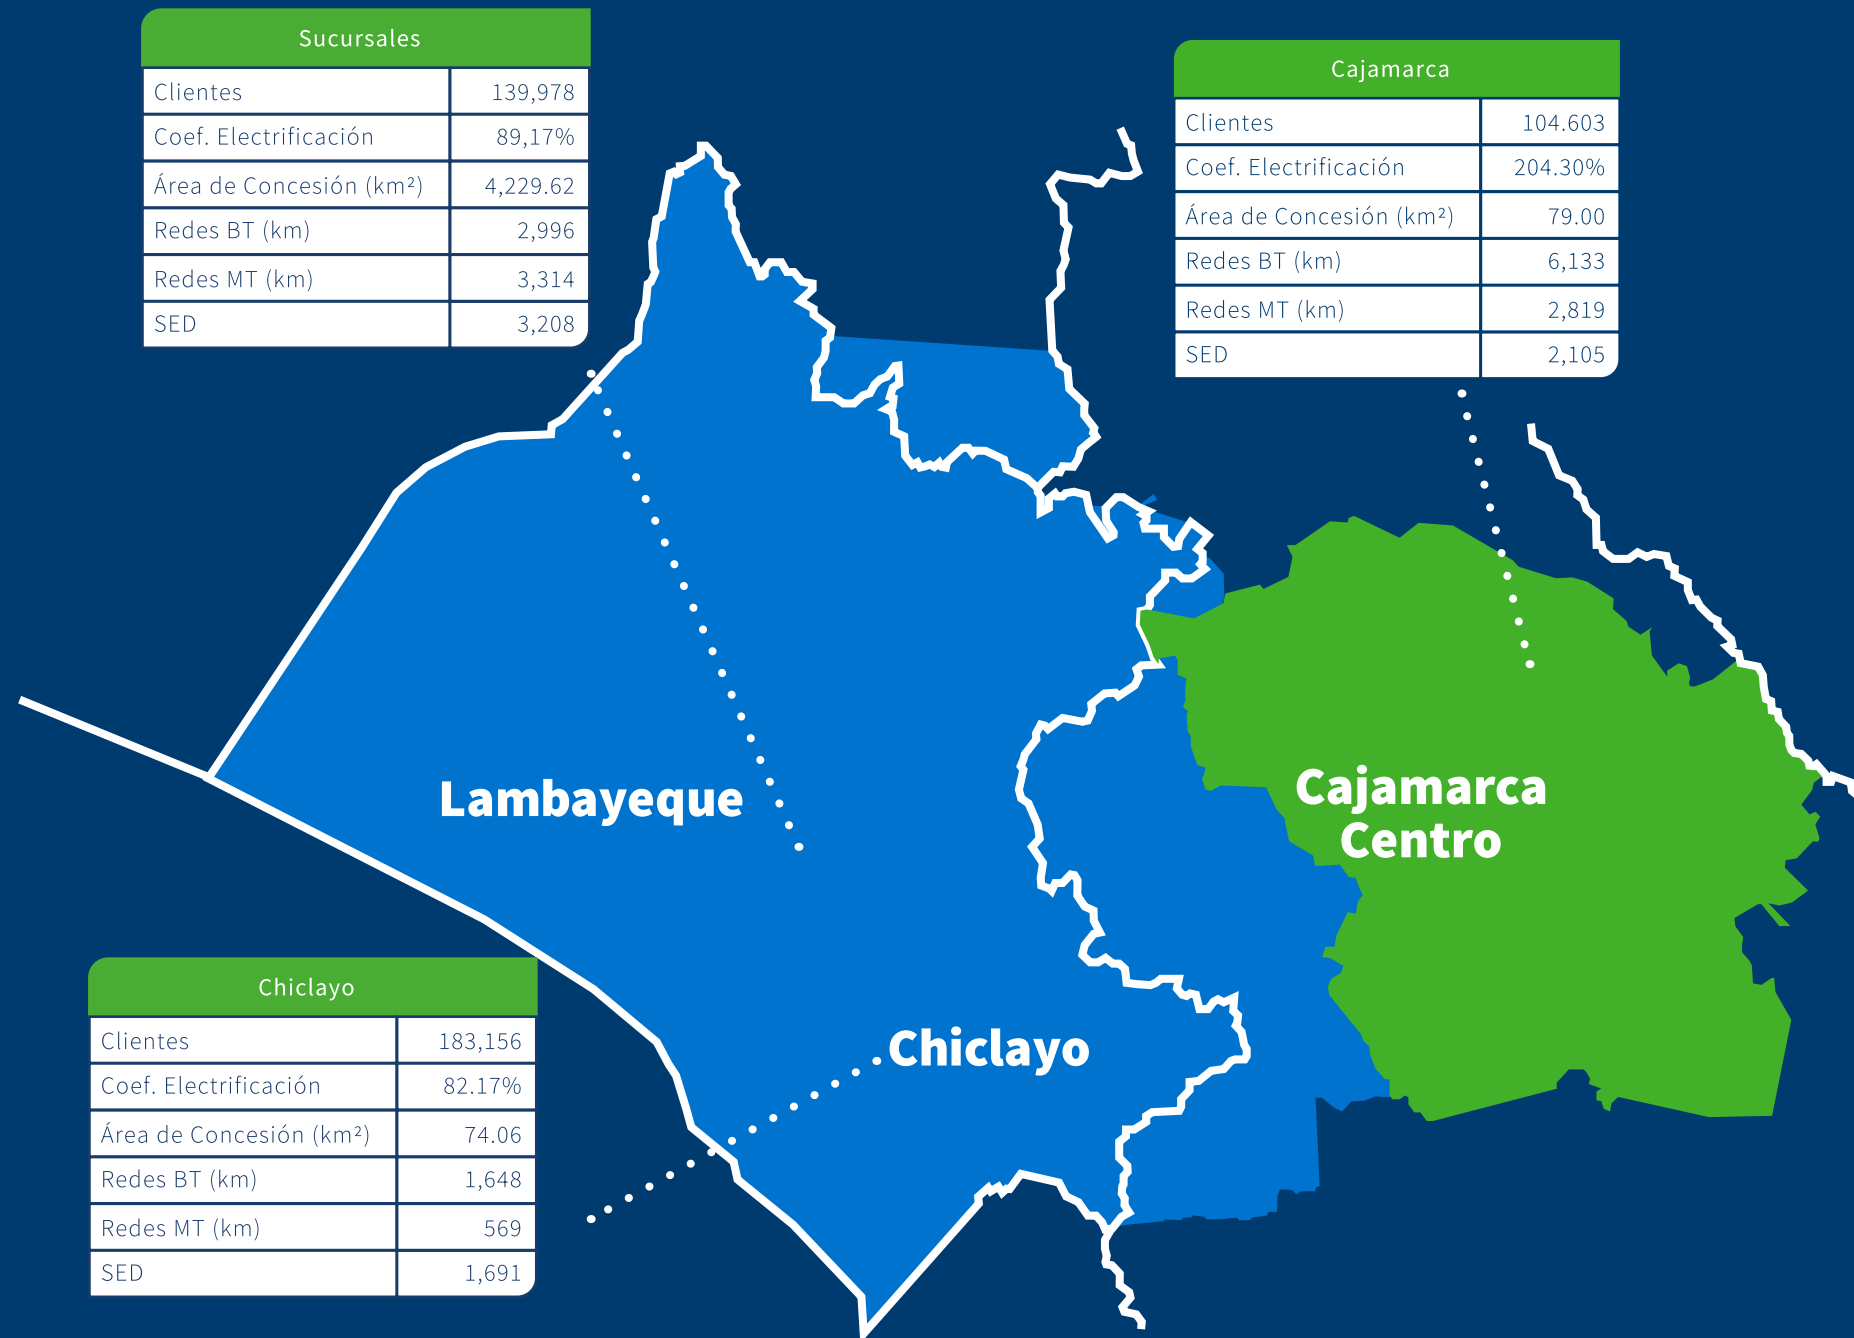 Sucursales
Clientes 139,978
Coef. Electrificación 89,17%
Área de Concesión (km²) 4,229.62
Redes BT (km) 2,996
Redes MT (km) 3,314
SED 3,208
Cajamarca
Clientes 104.603
Coef. Electrificación 204.30%
Área de Concesión (km²) 79.00
Redes BT (km) 6,133
Redes MT (km) 2,819
SED 2,105
Lambayeque
Cajamarca
Centro
Chiclayo
Chiclayo
Clientes 183,156
Coef. Electrificación 82.17%
Área de Concesión (km²) 74.06
Redes BT (km) 1,648
Redes MT (km) 569
SED 1,691